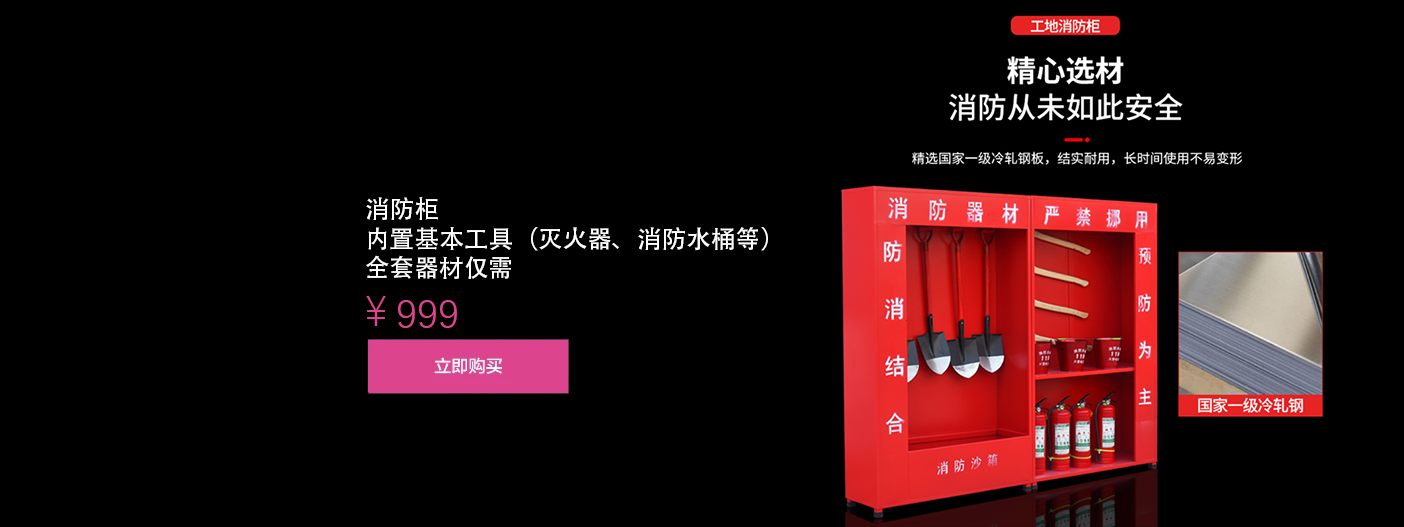 工地消防柜
精心选材
消防从未如此安全
精选国家一级冷轧钢板，结实耐用，长时间使用不易变形
消防柜
内置基本工具（灭火器、消防水桶等）
全套器材仅需
￥999
立即购买
消防器材
严禁挪用
防消结合
预防为主
消防沙箱
国家一级冷轧钢